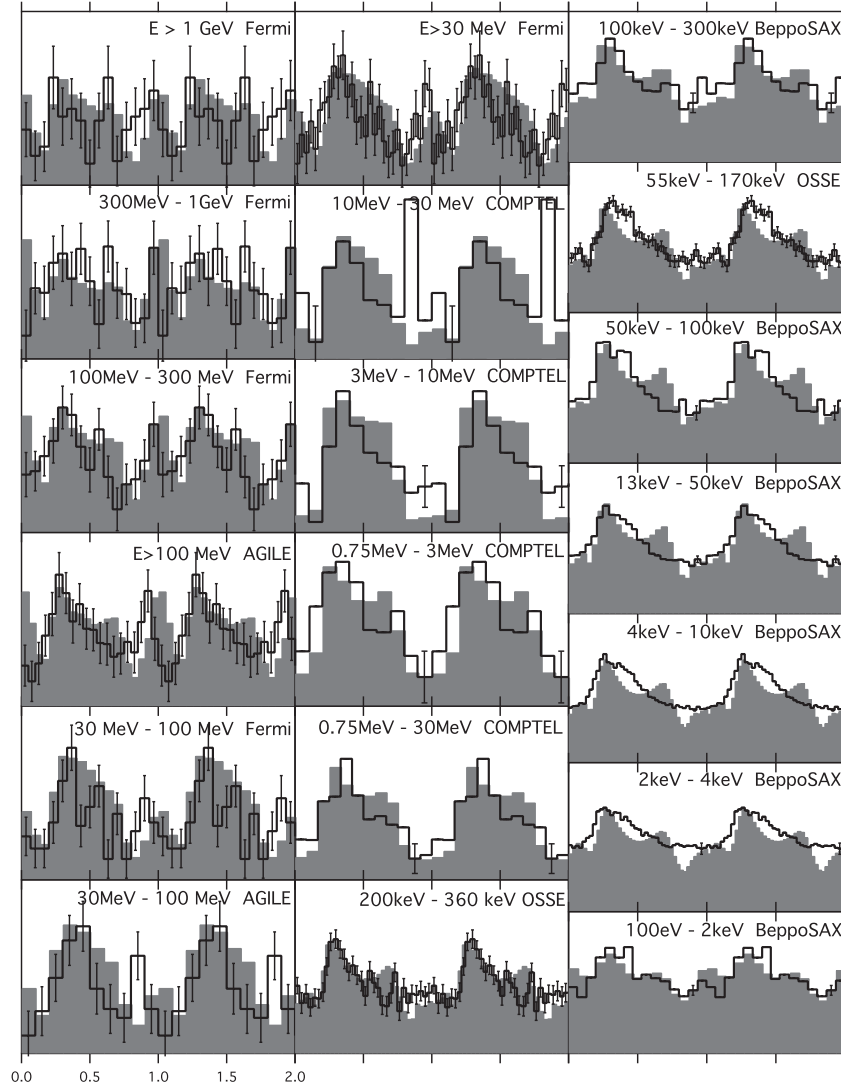 E > 1 GeV Fermi
300MeV - 1GeV Fermi
100MeV - 300 MeV Fermi
E>100 MeV AGILE
30 MeV - 100 MeV Fermi
30MeV - 100 MeV AGILE
0.0 0.5 1.0 1.5 2.0
E>30 MeV Fermi
10MeV - 30 MeV COMPTEL
3MeV - 10MeV COMPTEL
0.75MeV - 3MeV COMPTEL
0.75MeV - 30MeV COMPTEL
200keV - 360 keV OSSE
100keV - 300keV BeppoSAX
55keV - 170keV OSSE
50keV - 100keV BeppoSAX
13keV - 50keV BeppoSAX
4keV - 10keV BeppoSAX
2keV - 4keV BeppoSAX
100eV - 2keV BeppoSAX